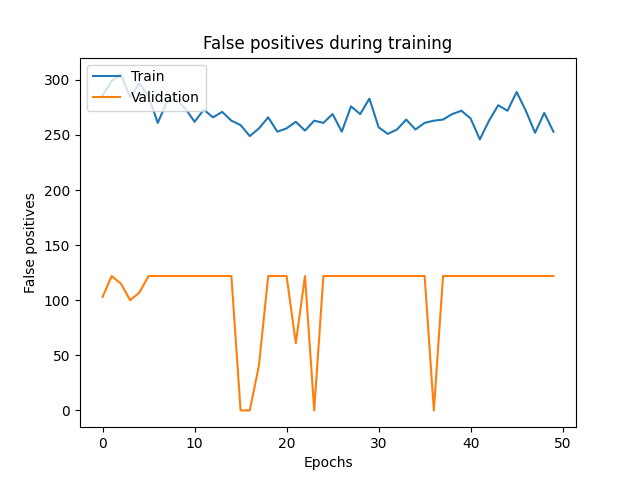 False positives during training
Train
Validation
False positives
300
250
200
150
100
50
0
0 10 20 30 40 50
Epochs